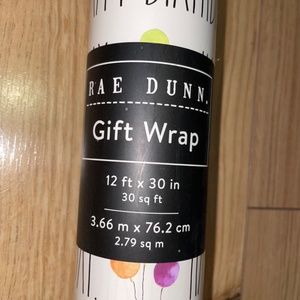 RAE DUNN.
Gift Wrap
12 ft x 30 in
30 sq ft
3.66 m x 76.2 cm
2.79 sq m